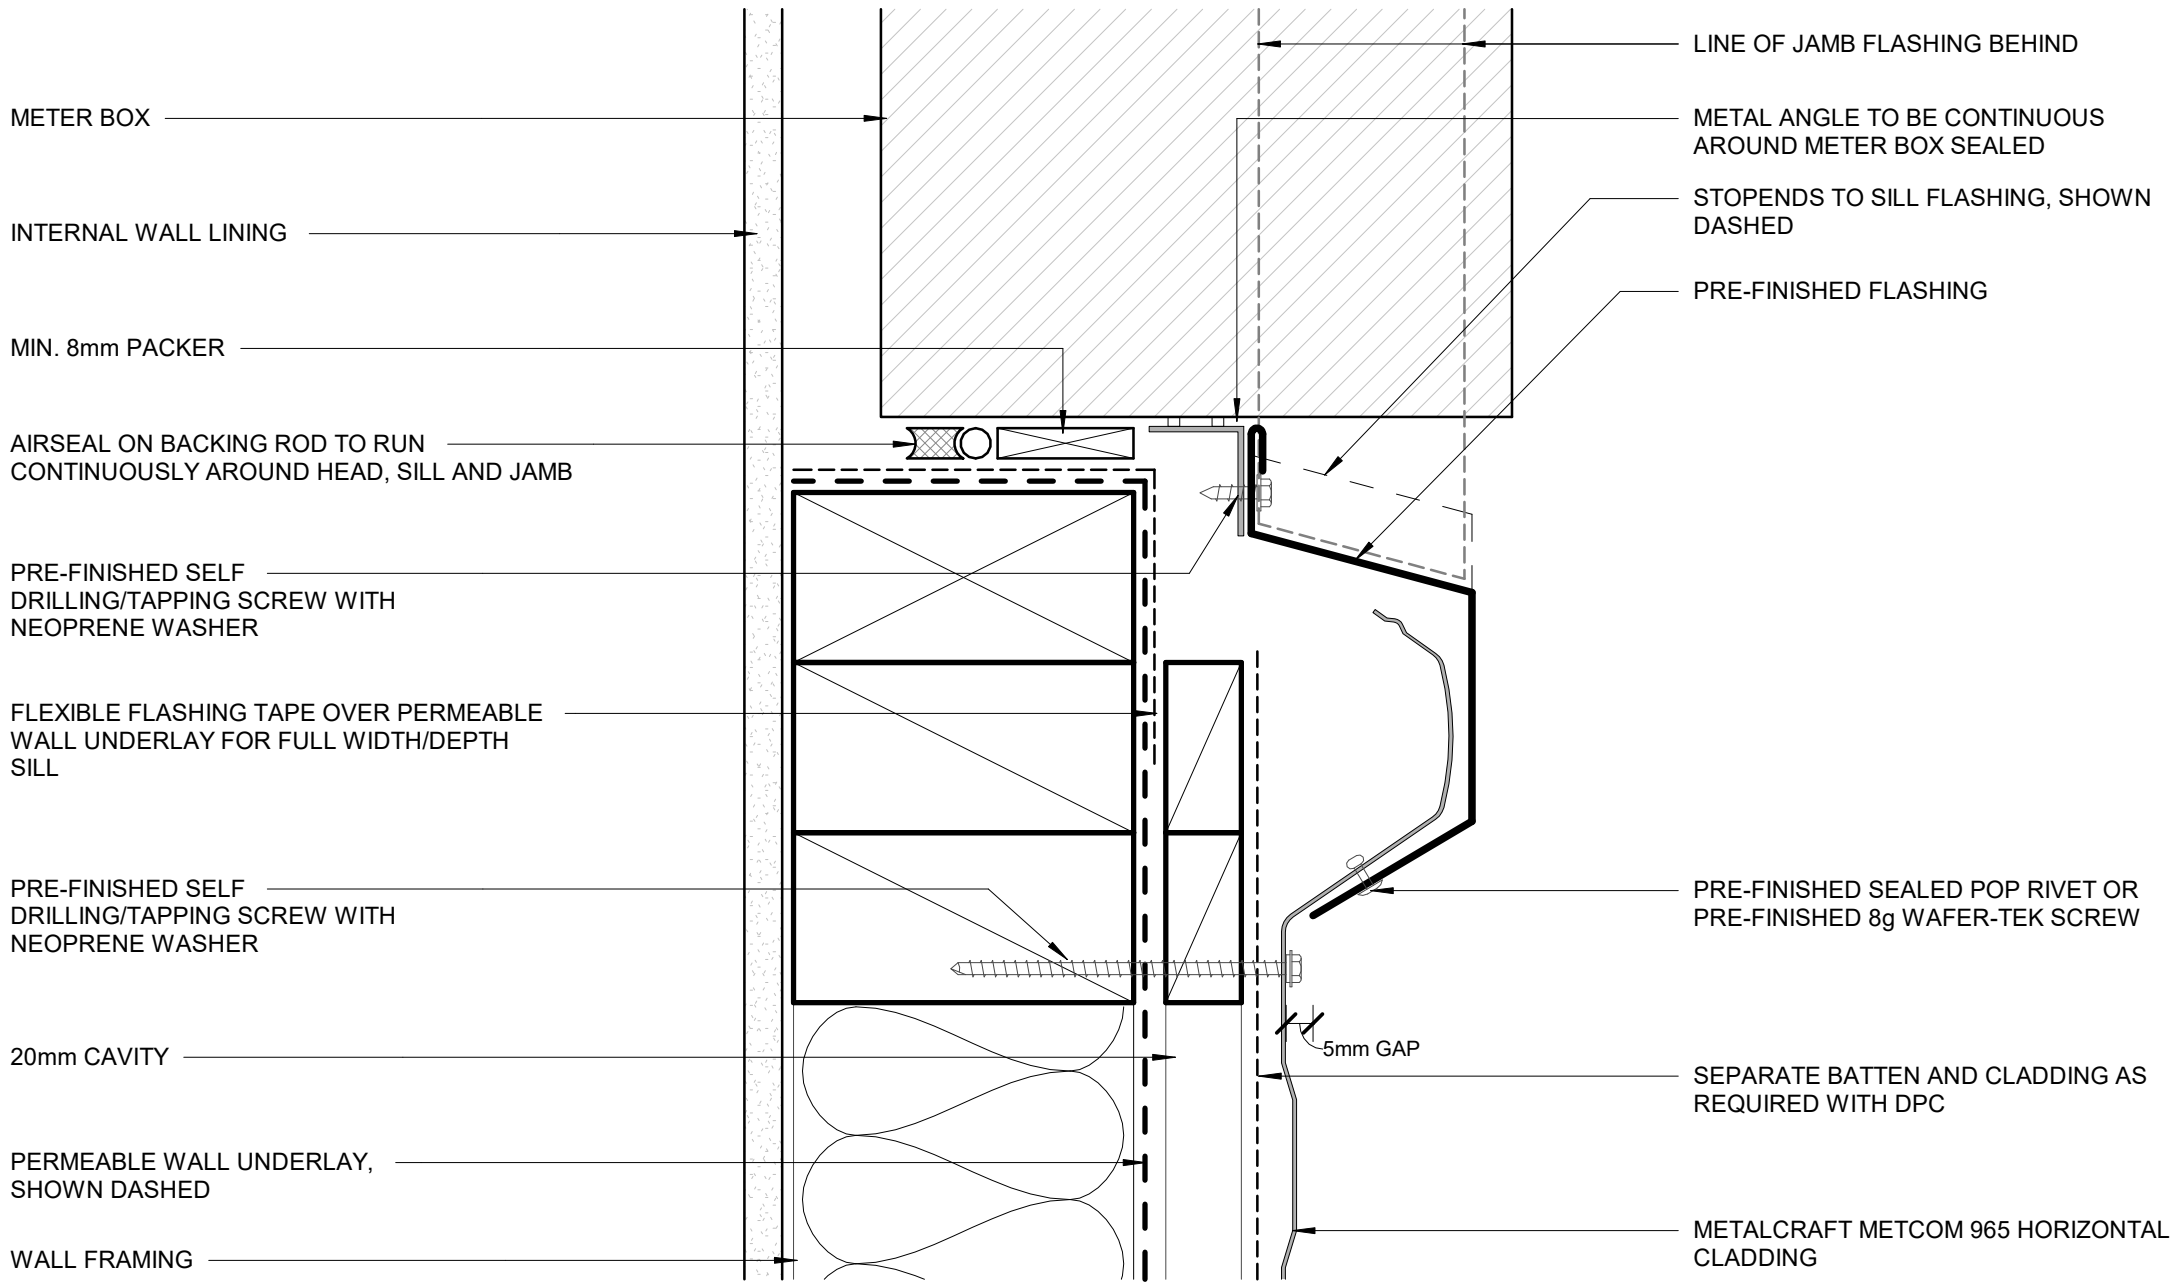 METER BOX
INTERNAL WALL LINING
MIN. 8mm PACKER
AIRSEAL ON BACKING ROD TO RUN
CONTINUOUSLY AROUND HEAD, SILL AND JAMB
PRE-FINISHED SELF
DRILLING/TAPPING SCREW WITH
NEOPRENE WASHER
FLEXIBLE FLASHING TAPE OVER PERMEABLE
WALL UNDERLAY FOR FULL WIDTH/DEPTH
SILL
PRE-FINISHED SELF
DRILLING/TAPPING SCREW WITH
NEOPRENE WASHER
20mm CAVITY
PERMEABLE WALL UNDERLAY,
SHOWN DASHED
WALL FRAMING
LINE OF JAMB FLASHING BEHIND
METAL ANGLE TO BE CONTINUOUS
AROUND METER BOX SEALED
STOPENDS TO SILL FLASHING, SHOWN
DASHED
PRE-FINISHED FLASHING
PRE-FINISHED SEALED POP RIVET OR
PRE-FINISHED 8g WAFER-TEK SCREW
5mm GAP
SEPARATE BATTEN AND CLADDING AS
REQUIRED WITH DPC
METALCRAFT METCOM 965 HORIZONTAL
CLADDING